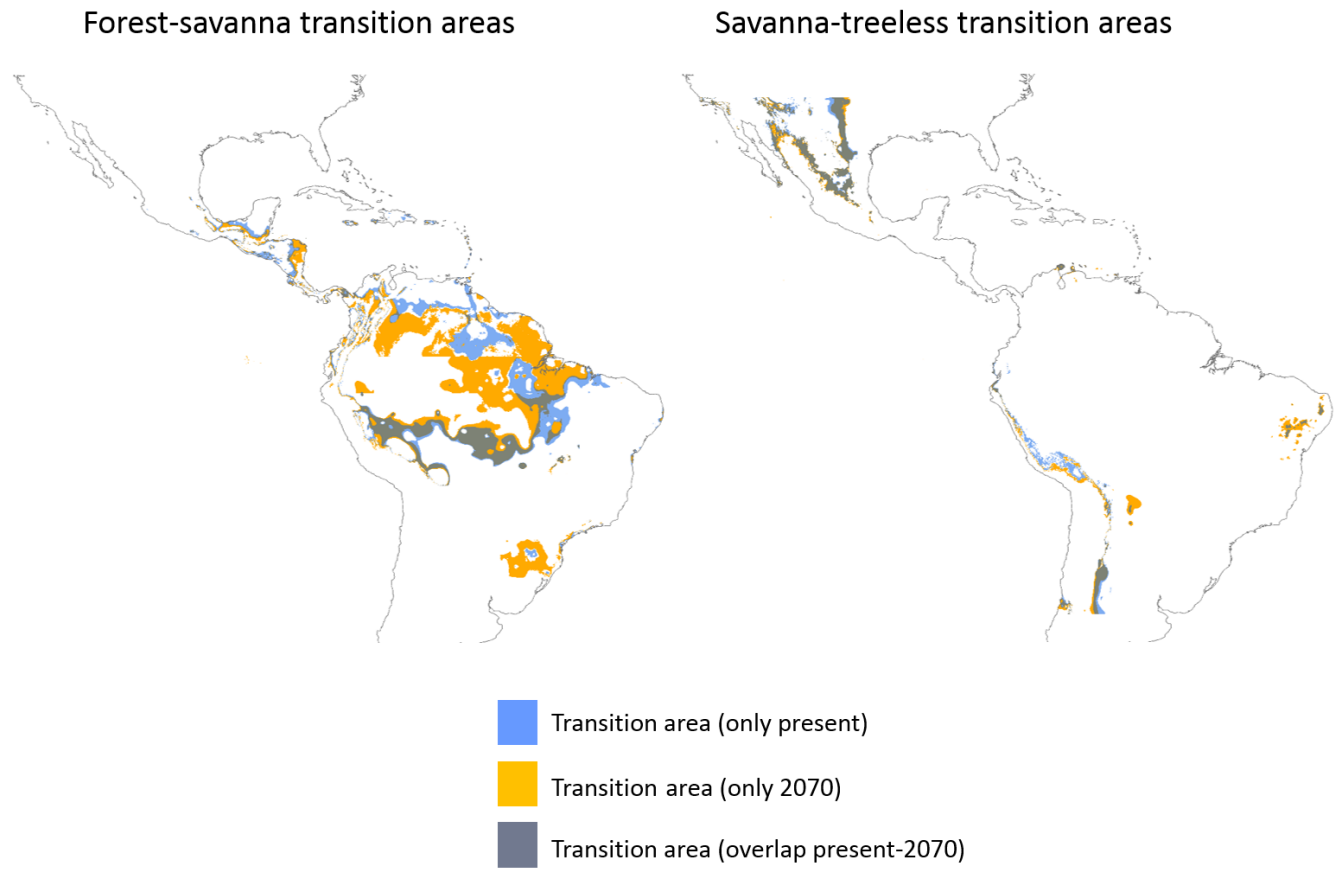 Forest-savanna transition areas
Savanna-treeless transition areas
Transition area (only present)
Transition area (only 2070)
Transition area (overlap present-2070)